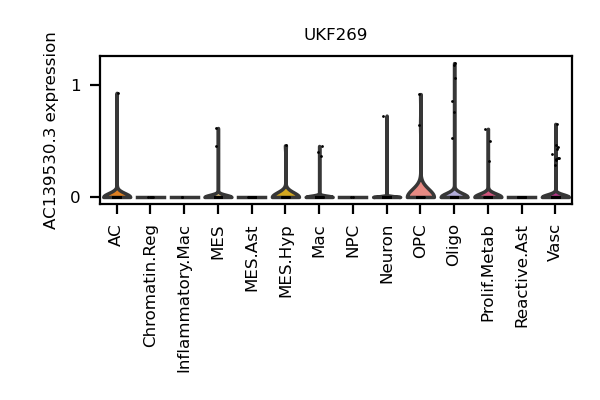 UKF269
AC139530.3 expression
1
0
AC
Chromatin.Reg
Inflammatory.Mac
MES
MES.Ast
MES.Hyp
Mac
NPC
Neuron
OPC
Oligo
Prolif.Metab
Reactive.Ast
Vasc